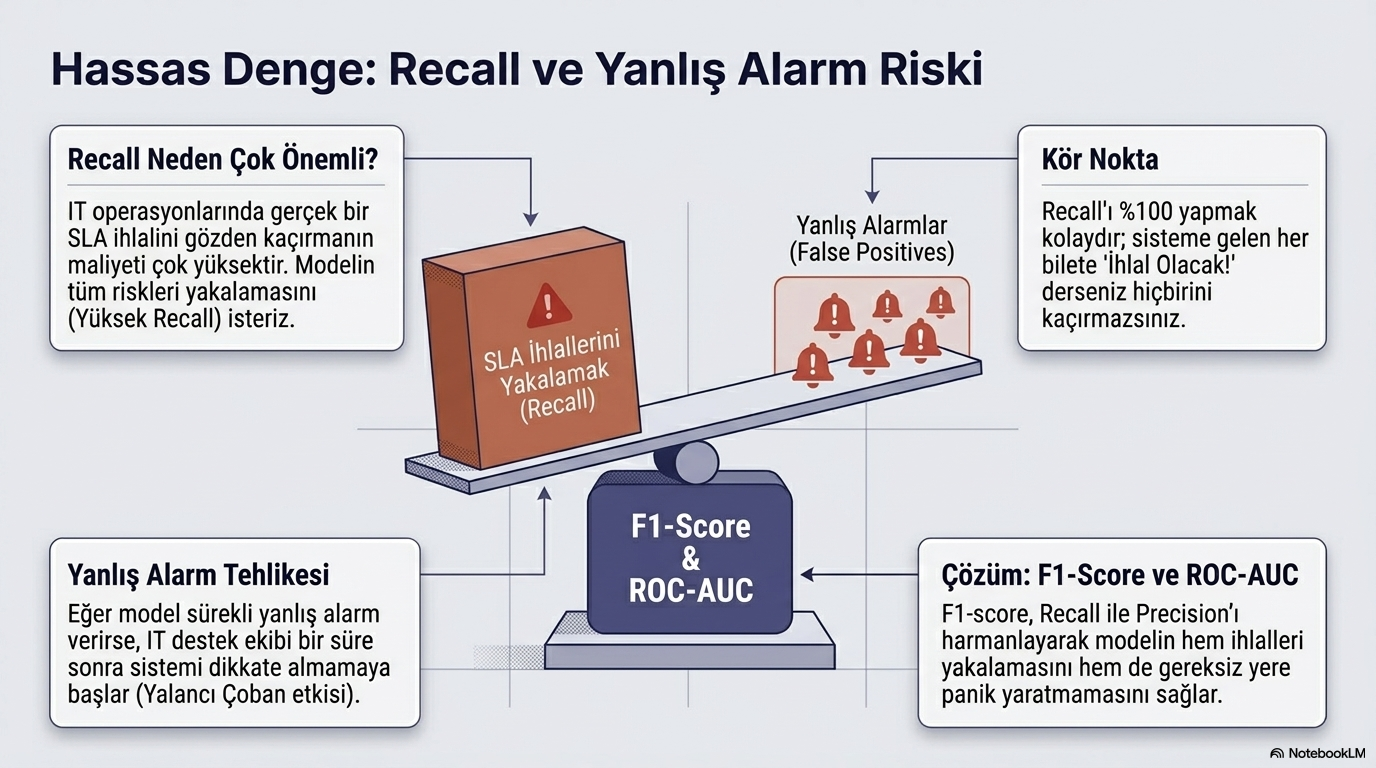 Hassas Denge: Recall ve Yanlış Alarm Riski
Recall Neden Çok Önemli?
IT operasyonlarında gerçek bir
SLA ihlalini gözden kaçırmanın
maliyeti çok yüksektir. Modelin
tüm riskleri yakalamasını
(Yüksek Recall) isteriz.
Kör Nokta
Recall'ı %100 yapmak
kolaydır; sisteme gelen her
bilete 'İhlal Olacak!'
derseniz hiçbirini
kaçırmazsınız.
Yanlış Alarmlar
(False Positives)
SLA İhlallerini
Yakalamak
(Recall)
F1-Score
&
ROC-AUC
Yanlış Alarm Tehlikesi
Eğer model sürekli yanlış alarm
verirse, IT destek ekibi bir süre
sonra sistemi dikkate almamaya
başlar (Yalancı Çoban etkisi).
Çözüm: F1-Score ve ROC-AUC
F1-score, Recall ile Precision’ı
harmanlayarak modelin hem ihlalleri
yakalamasını hem de gereksiz yere
panik yaratmamasını sağlar.
NotebookLM